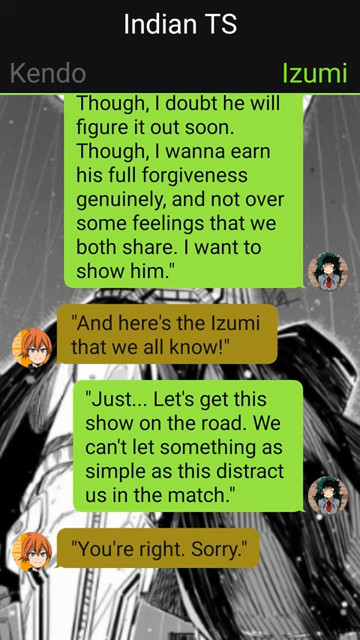 Indian TS
Kendo
Izumi
Though, I doubt he will
figure it out soon.
Though, I wanna earn
his full forgiveness
genuinely, and not over
some feelings that we
both share. I want to
show him."
"And here's the Izumi
that we all know!"
"Just... Let's get this
show on the road. We
can't let something as
simple as this distract
us in the match."
"You're right. Sorry."